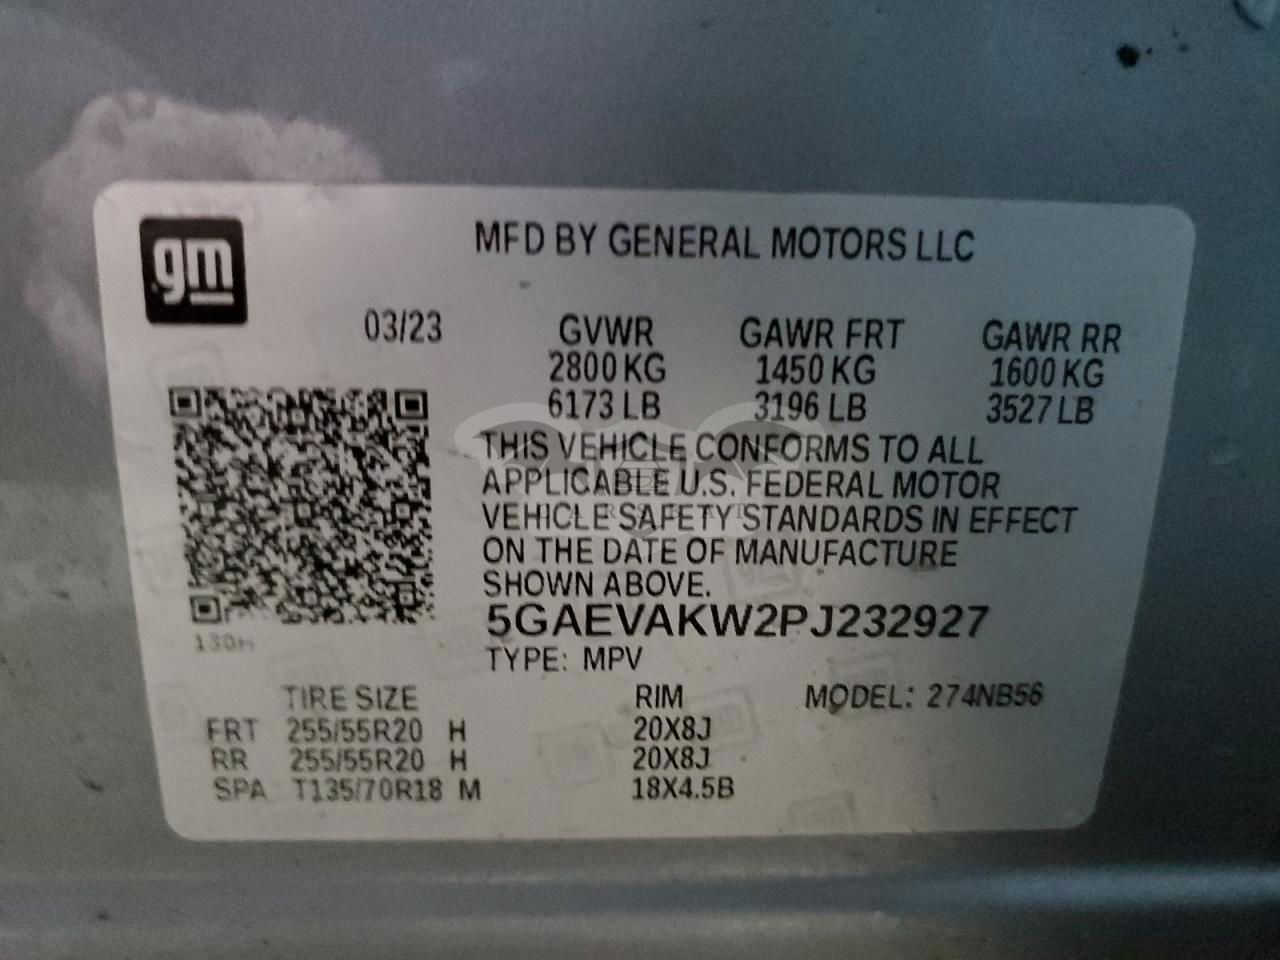 gm
MFD BY GENERAL MOTORS LLC
03/23
GVWR GAWR FRT GAWR RR
2800 KG 1450 KG 1600 KG
6173 LB 3196 LB 3527 LB
THIS VEHICLE CONFORMS TO ALL
APPLICABLE U.S. FEDERAL MOTOR
VEHICLE SAFETY STANDARDS IN EFFECT
ON THE DATE OF MANUFACTURE
SHOWN ABOVE.
5GAEVAKW2PJ232927
TYPE: MPV
TIRE SIZE RIM MODEL: 274NB56
FRT 255/55R20 H 20X8J
RR 255/55R20 H 20X8J
SPA T135/70R18 M 18X4.5B